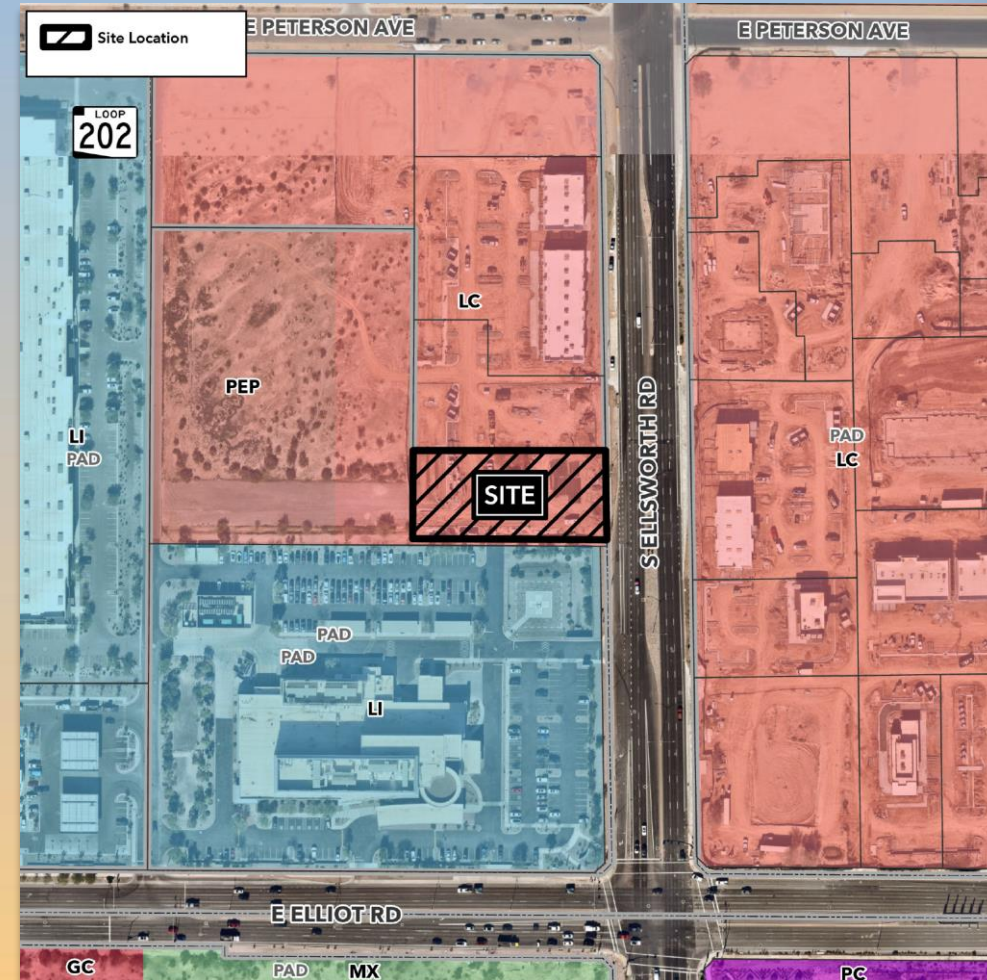 Site Location
E PETERSON AVE
E PETERSON AVE
LOOP
202
LC
PEP
LI
PAD
PAD
LC
SITE
S ELLSWORTH RD
PAD
PAD
LI
E ELLIOT RD
GC
PAD
MX
PC